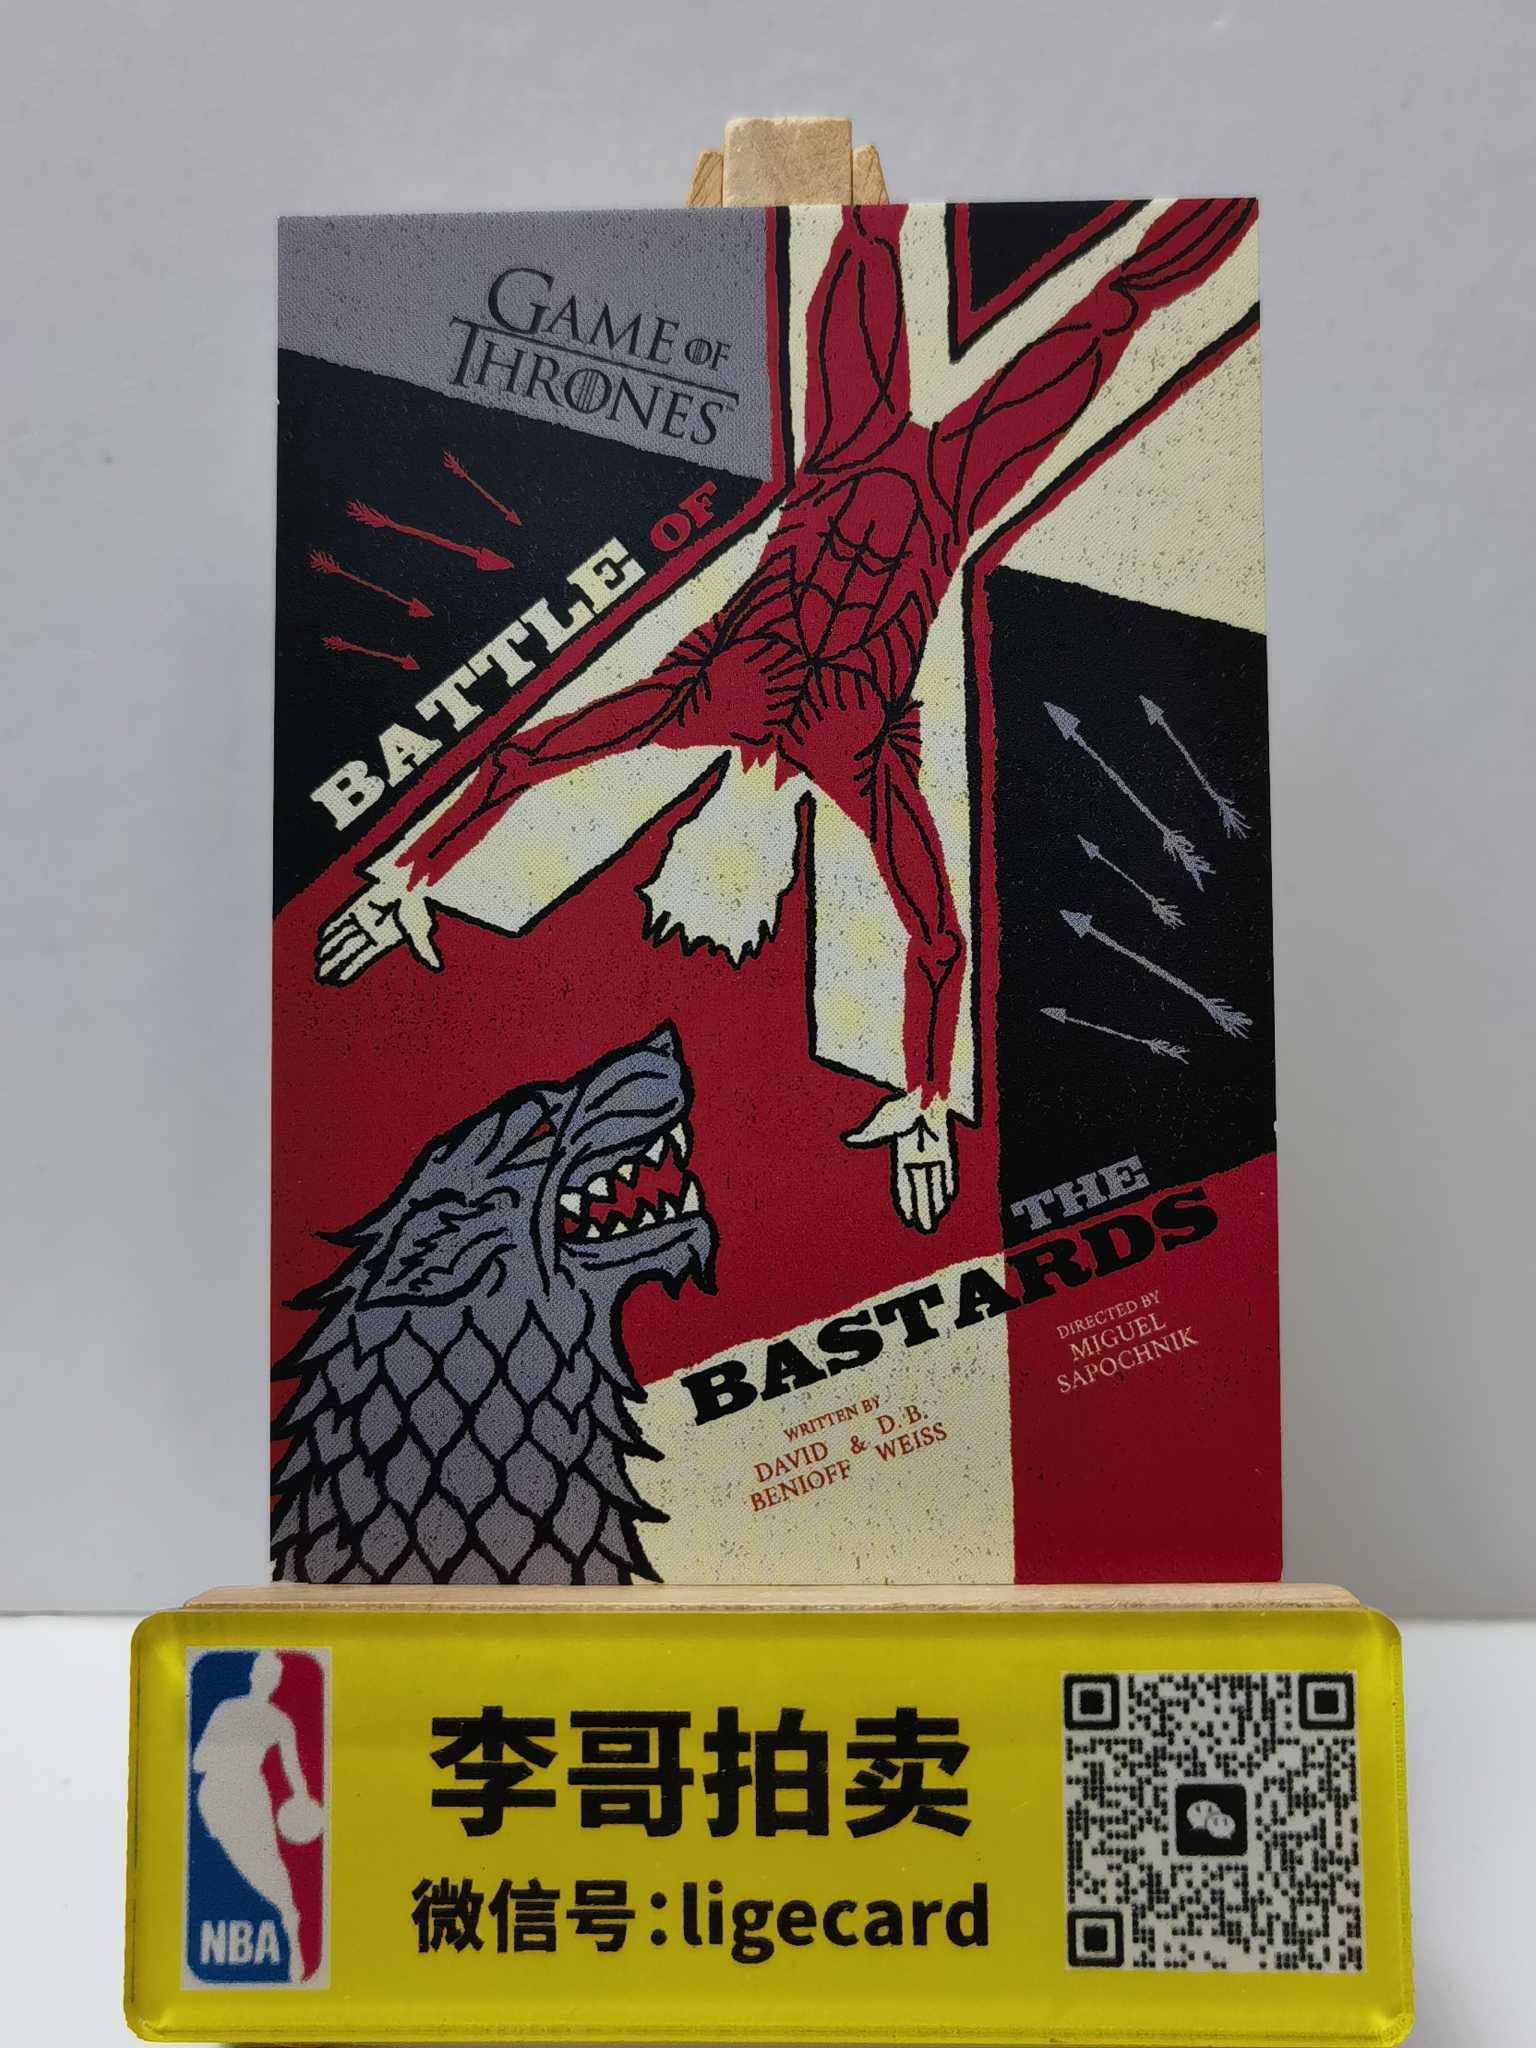 GAME OF
THRONES™
BATTLE OF
THE
BASTARDS
WRITTEN BY
DAVID BENIOFF & D. B. WEISS
DIRECTED BY
MIGUEL
SAPOCHNIK
NBA
李哥拍卖
微信号:ligecard